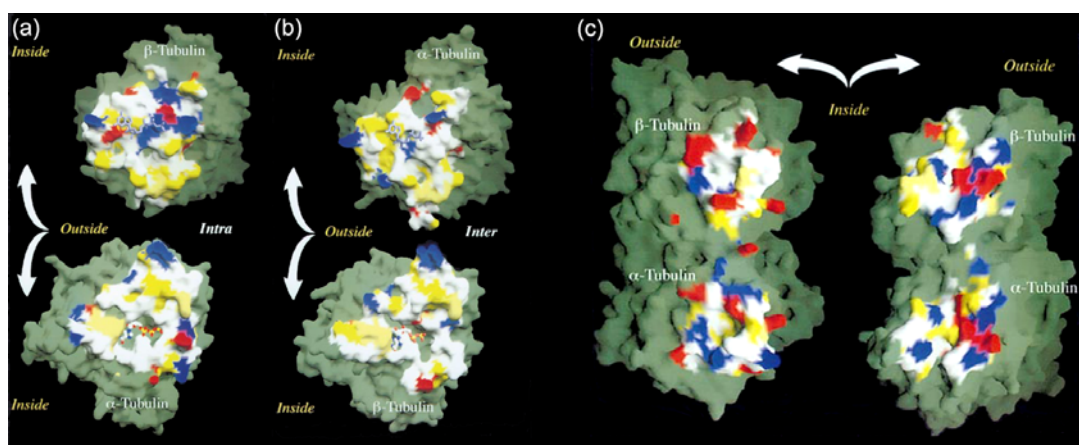 (a)
Inside
β-Tubulin
Outside
Intra
Inside
α-Tubulin
(b)
Inside
α-Tubulin
Outside
Inter
Inside
β-Tubulin
(c)
Outside
Inside
Outside
β-Tubulin
β-Tubulin
α-Tubulin
α-Tubulin